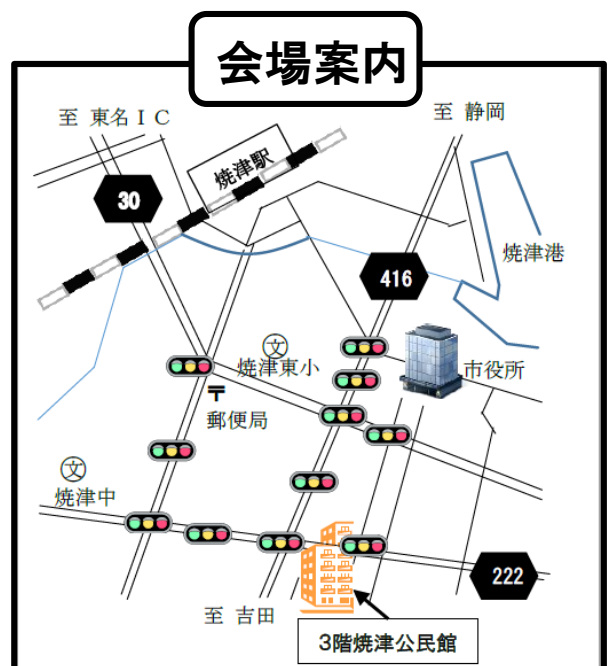 会場案内
至 東名IC
至 静岡
焼津駅
30
焼津港
416
文
焼津東小
市役所
〒
郵便局
文
焼津中
222
至 吉田
3階焼津公民館